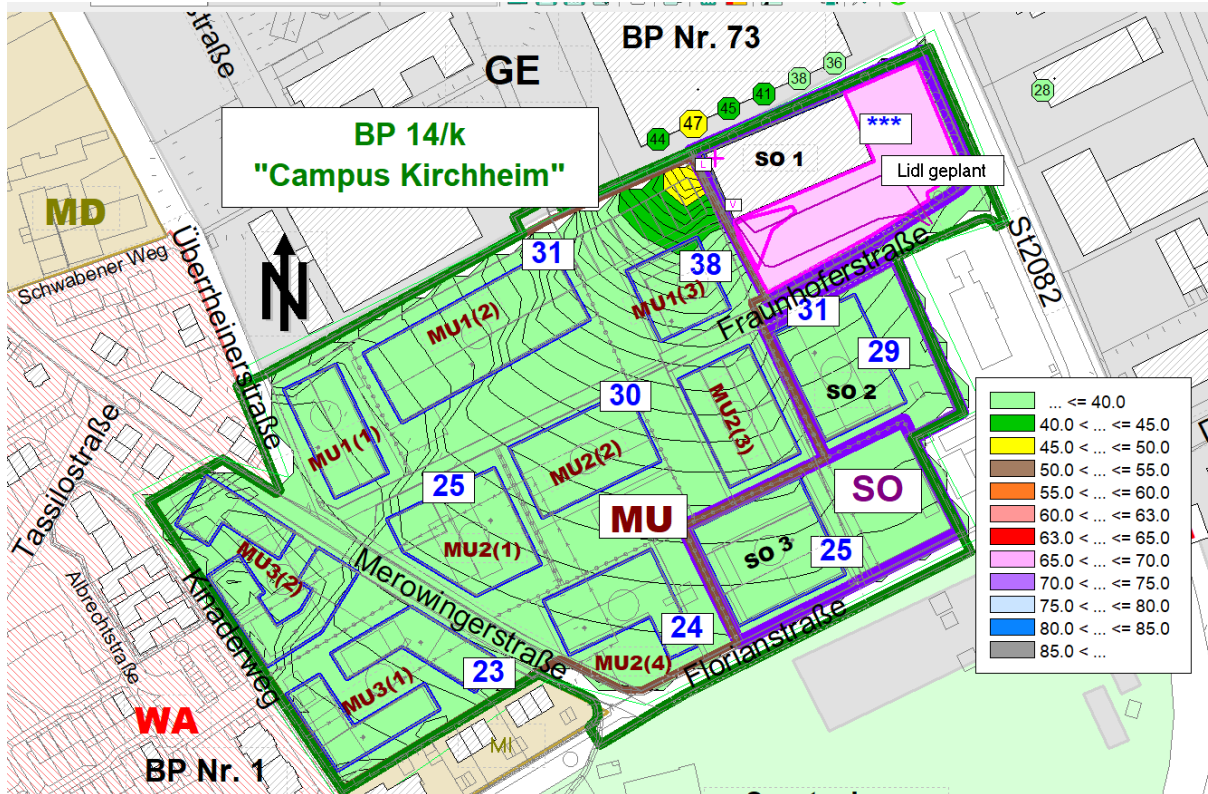 straße
BP Nr. 73
GE
36
38
41
45
47
44
28
***
BP 14/k
"Campus Kirchheim"
SO 1
L
Lidl geplant
MD
V
Überrheinerstraße
Schwabener Weg
N
31
38
St2082
MU1(2)
MU1(3)
Fraunhoferstraße
31
29
30
SO 2
MU2(3)
MU1(1)
MU2(2)
25
SO
MU
Tassilostraße
MU2(1)
SO 3
25
MU3(2)
Merowingerstraße
Albrechtstraße
Kinaderweg
24
MU2(4)
Florianstraße
23
MU3(1)
WA
MI
BP Nr. 1
... <= 40.0
40.0 < ... <= 45.0
45.0 < ... <= 50.0
50.0 < ... <= 55.0
55.0 < ... <= 60.0
60.0 < ... <= 63.0
63.0 < ... <= 65.0
65.0 < ... <= 70.0
70.0 < ... <= 75.0
75.0 < ... <= 80.0
80.0 < ... <= 85.0
85.0 < ...